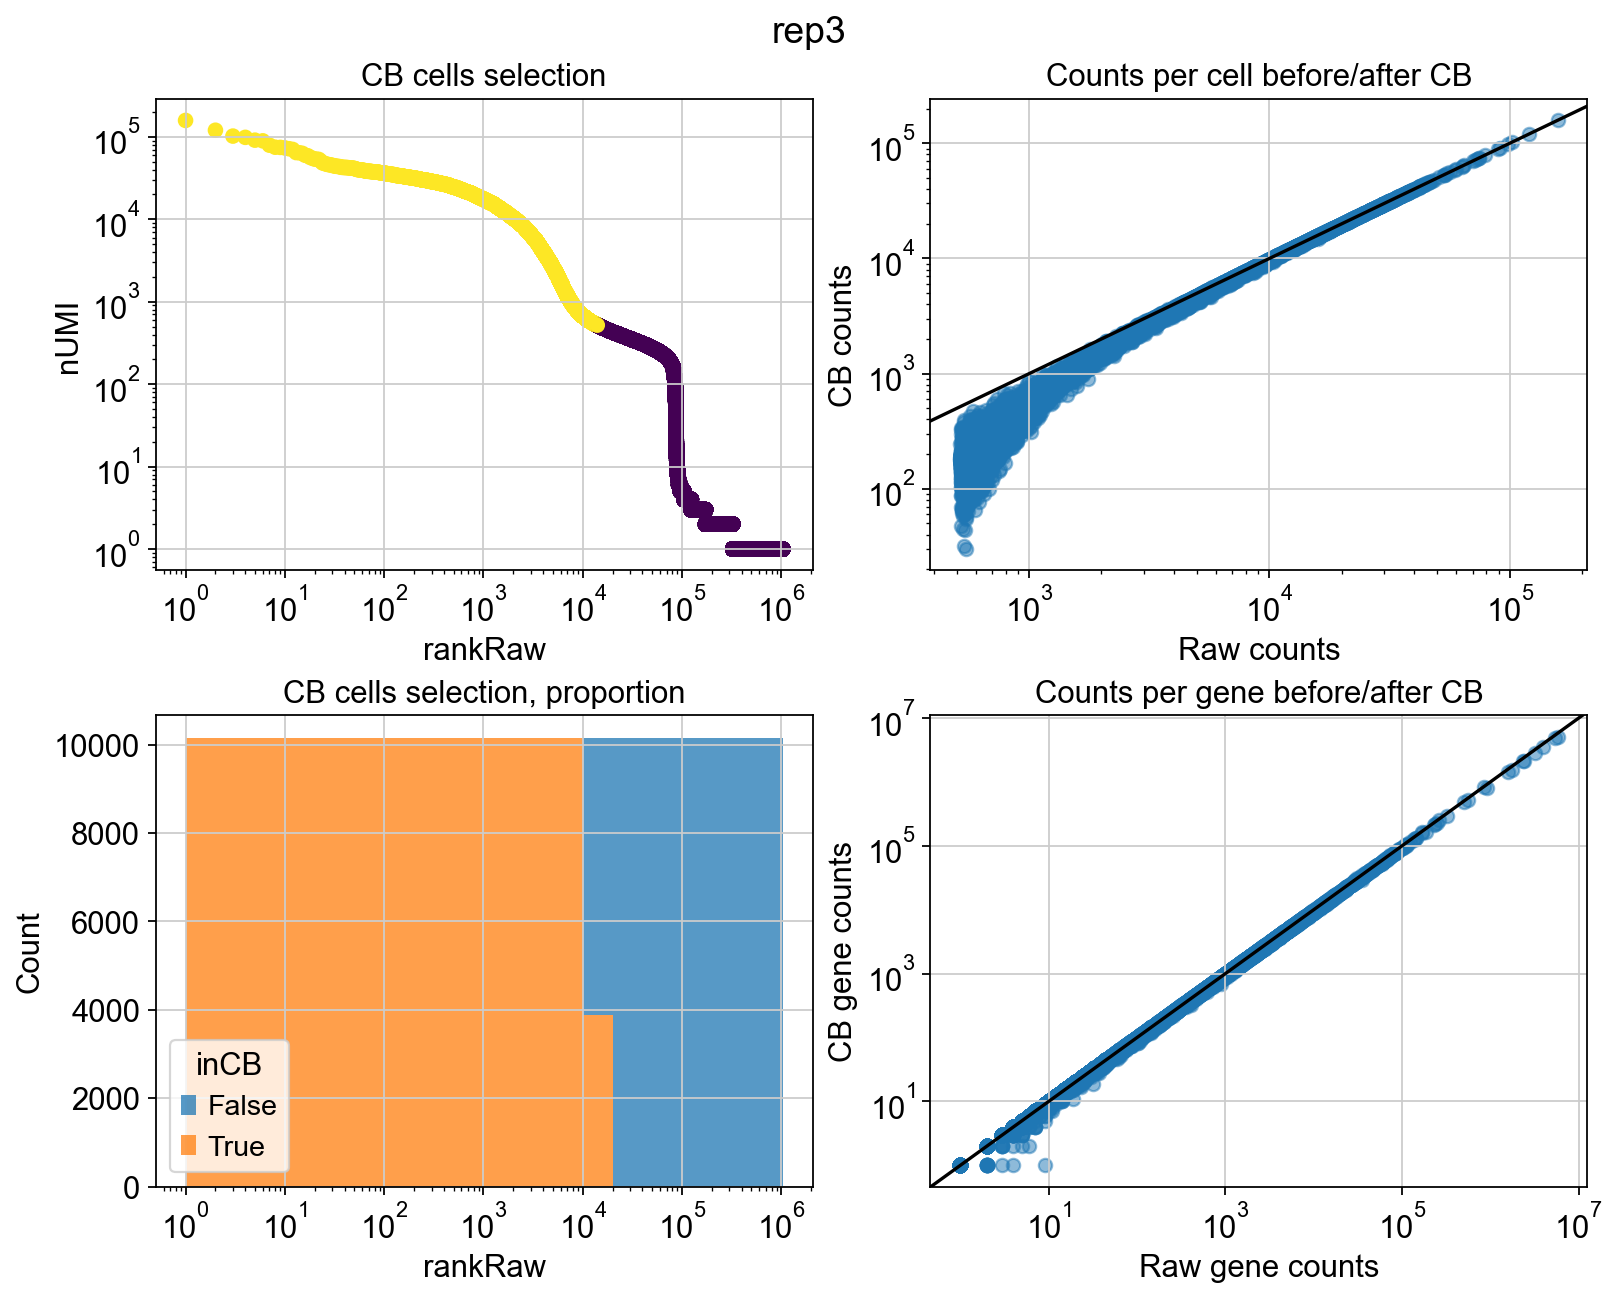 rep3
CB cells selection
nUMI
10^5
10^4
10^3
10^2
10^1
10^0
10^0 10^1 10^2 10^3 10^4 10^5 10^6
rankRaw
Counts per cell before/after CB
CB counts
10^5
10^4
10^3
10^2
10^3 10^4 10^5
Raw counts
CB cells selection, proportion
Count
10000
8000
6000
4000
2000
0
inCB
False
True
10^0 10^1 10^2 10^3 10^4 10^5 10^6
rankRaw
Counts per gene before/after CB
CB gene counts
10^7
10^5
10^3
10^1
10^1 10^3 10^5 10^7
Raw gene counts